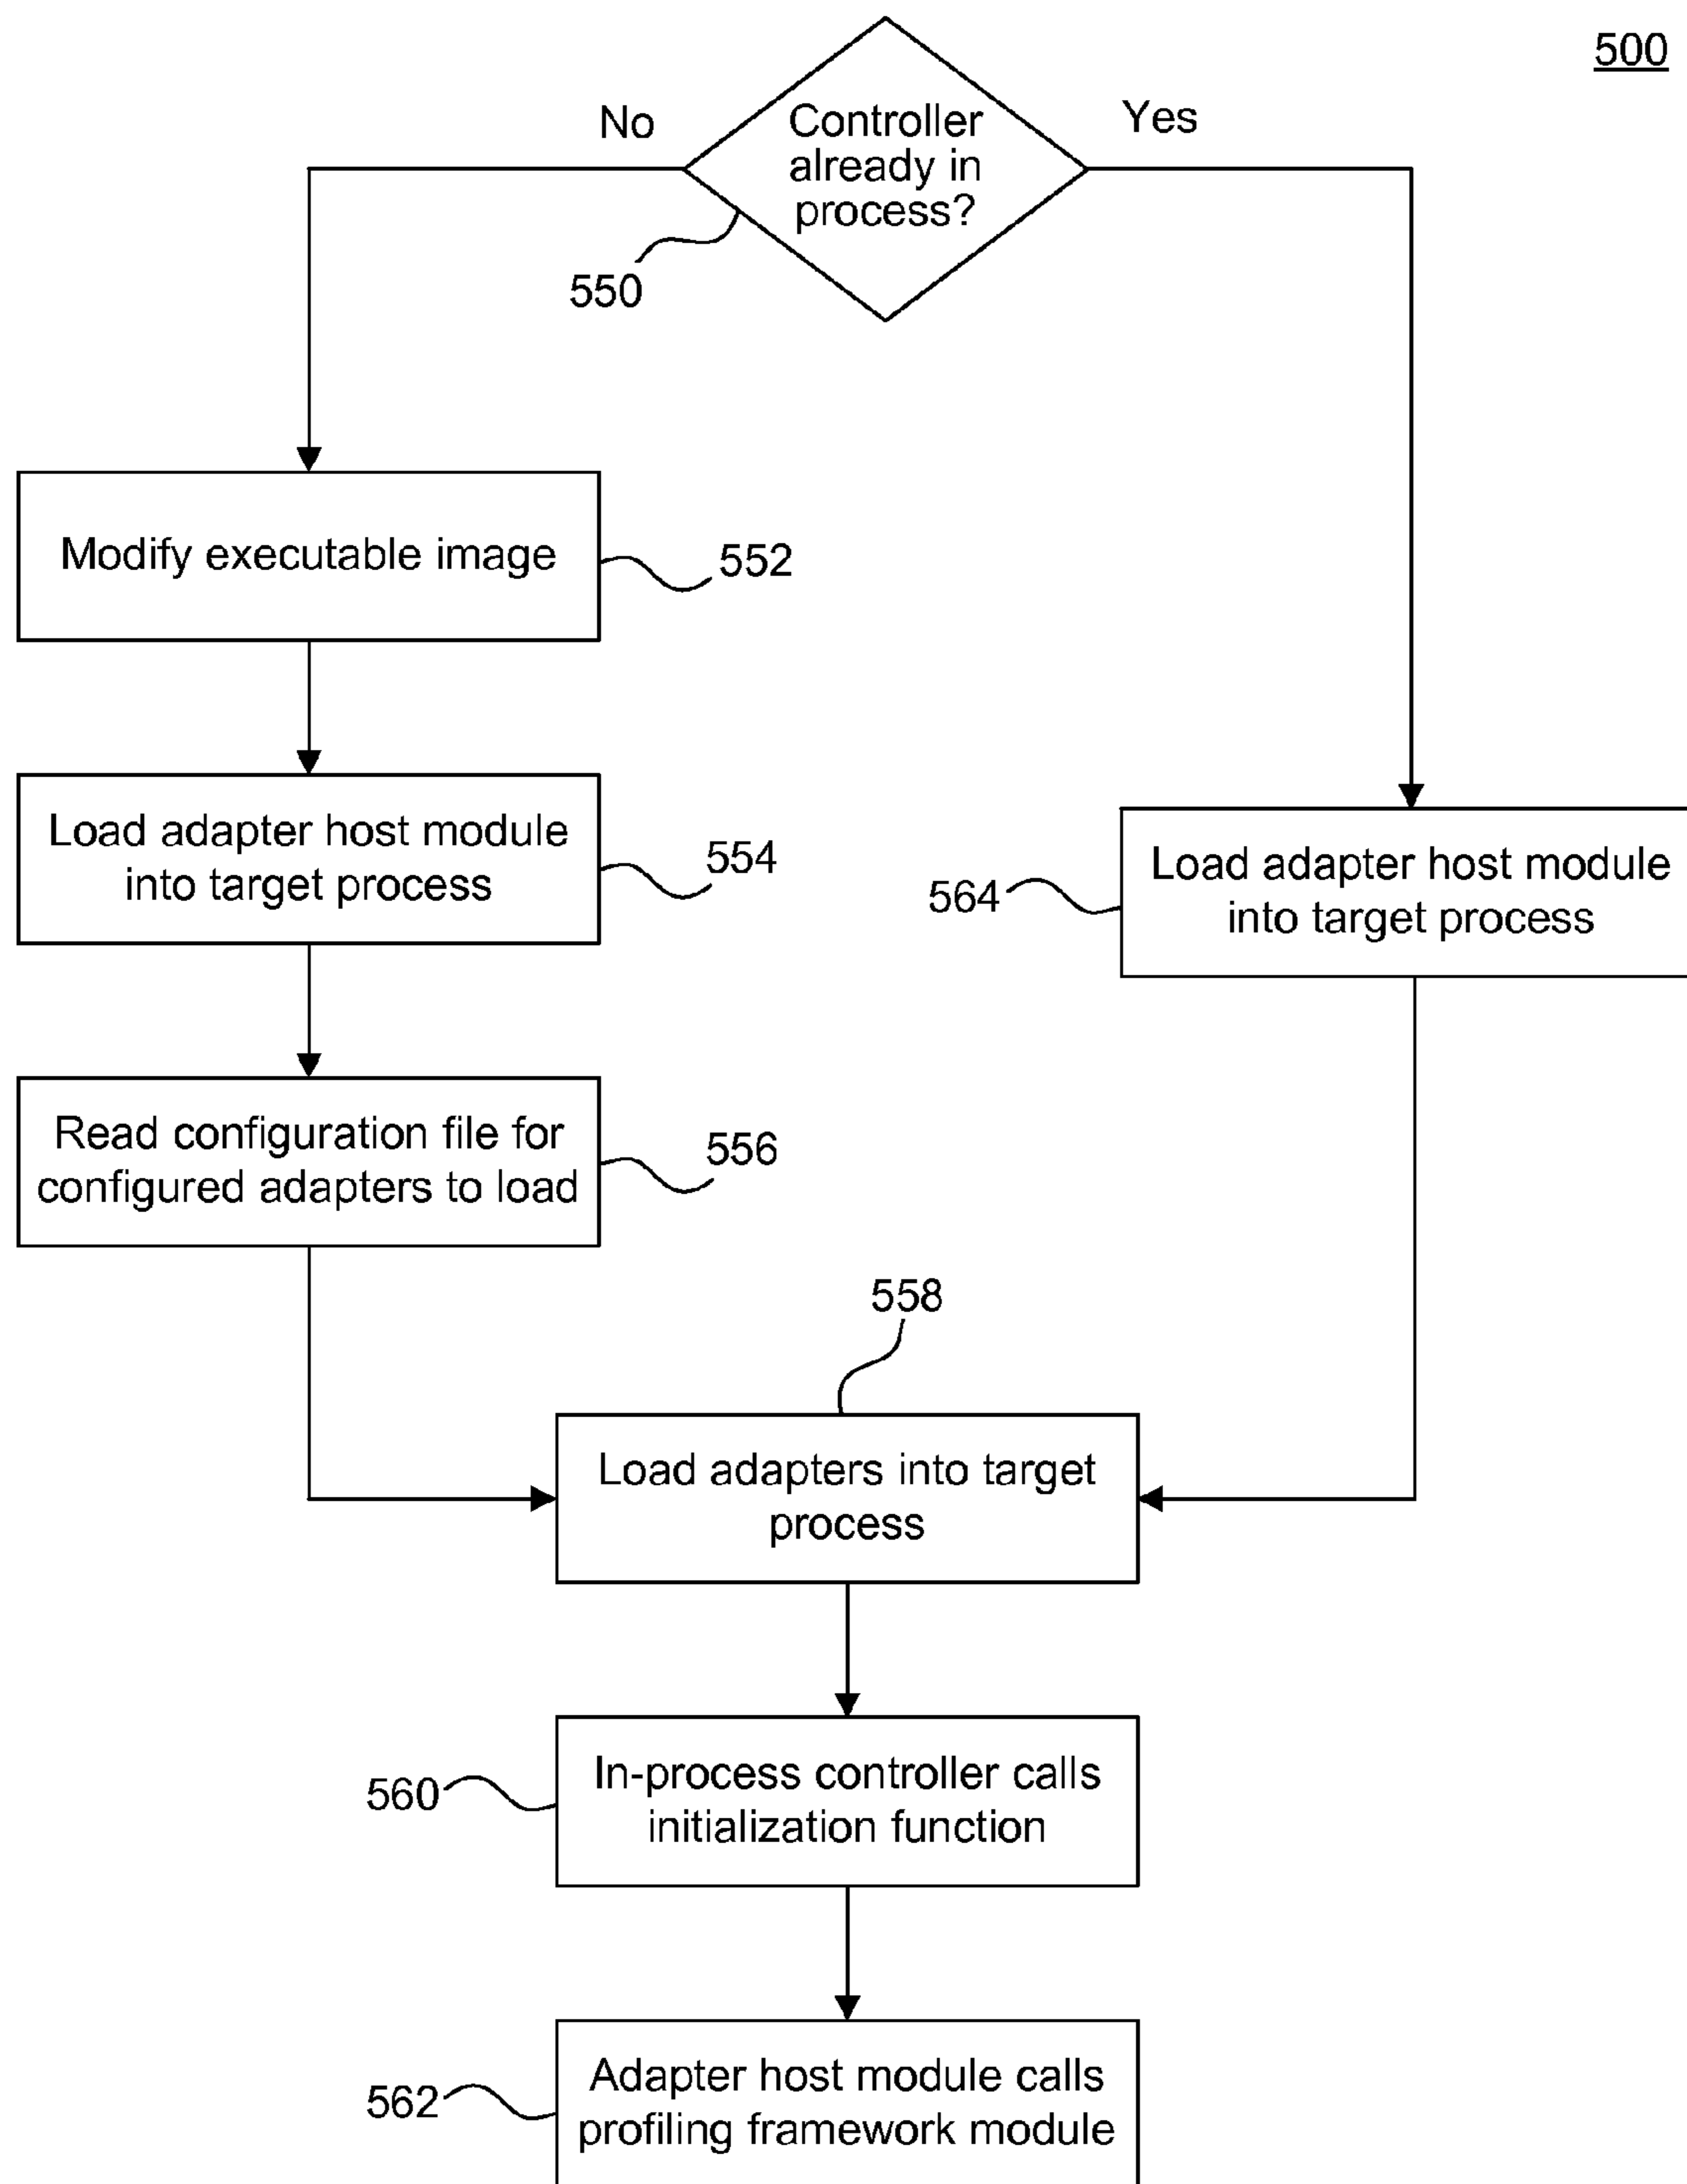 500
No
Controller
already in
process?
Yes
550
Modify executable image
552
Load adapter host module
into target process
554
Load adapter host module
into target process
564
Read configuration file for
configured adapters to load
556
558
Load adapters into target
process
In-process controller calls
initialization function
560
Adapter host module calls
profiling framework module
562